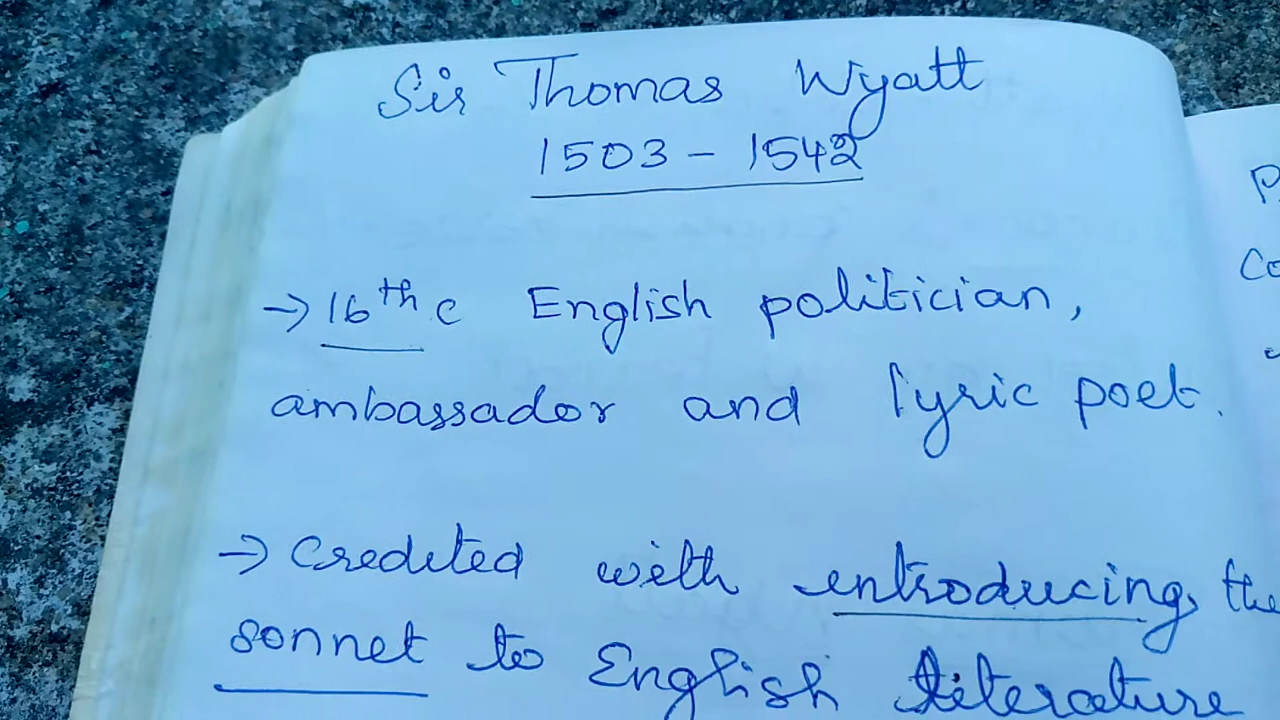 Sir Thomas Wyatt
1503 - 1542
→ 16th c English politician,
ambassador and lyric poet.
→ Credited with introducing the
sonnet to English literature